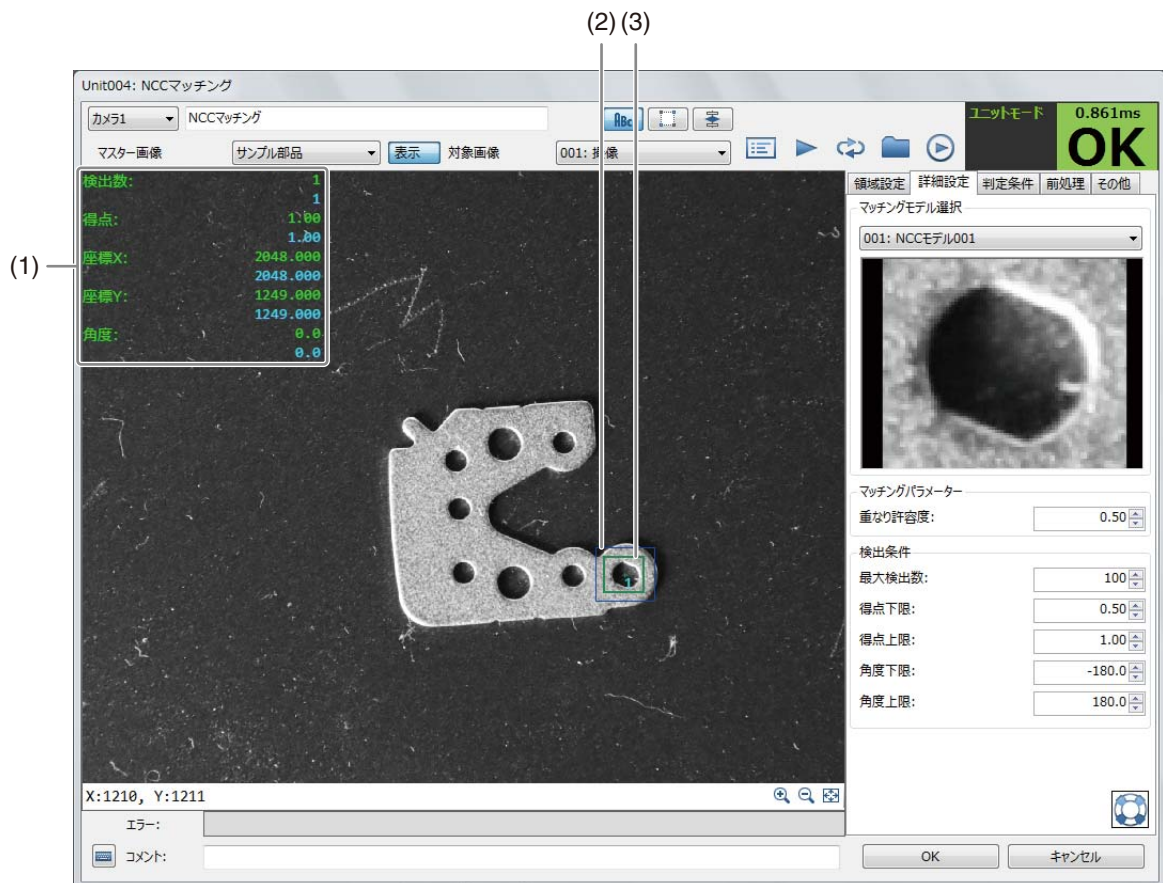 (2) (3)
Unit004: NCCマッチング
カメラ1 NCCマッチング ABC ユニットモード 0.861ms
マスター画像 サンプル部品 表示 対象画像 001: 撮像 OK
検出数: 1
1
得点: 1.00
1.00
座標X: 2048.000
2048.000
座標Y: 1249.000
1249.000
角度: 0.0
0.0
(1)
1
領域設定 詳細設定 判定条件 前処理 その他
マッチングモデル選択
001: NCCモデル001
マッチングパラメーター
重なり許容度: 0.50
検出条件
最大検出数: 100
得点下限: 0.50
得点上限: 1.00
角度下限: -180.0
角度上限: 180.0
X:1210, Y:1211
エラー:
コメント: OK キャンセル